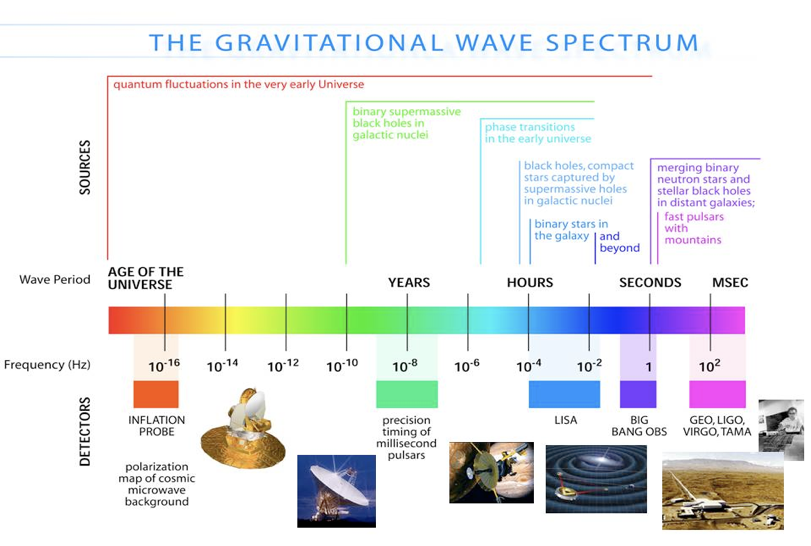 THE GRAVITATIONAL WAVE SPECTRUM
SOURCES
quantum fluctuations in the very early Universe
binary supermassive
black holes in
galactic nuclei
phase transitions
in the early universe
black holes, compact
stars captured by
supermassive holes
in galactic nuclei
binary stars in
the galaxy
and
beyond
merging binary
neutron stars and
stellar black holes
in distant galaxies;
fast pulsars
with
mountains
Wave Period
AGE OF THE
UNIVERSE
YEARS
HOURS
SECONDS
MSEC
Frequency (Hz)
10⁻¹⁶
10⁻¹⁴
10⁻¹²
10⁻¹⁰
10⁻⁸
10⁻⁶
10⁻⁴
10⁻²
1
10²
DETECTORS
INFLATION
PROBE
polarization
map of cosmic
microwave
background
precision
timing of
millisecond
pulsars
LISA
BIG
BANG OBS
GEO, LIGO,
VIRGO, TAMA